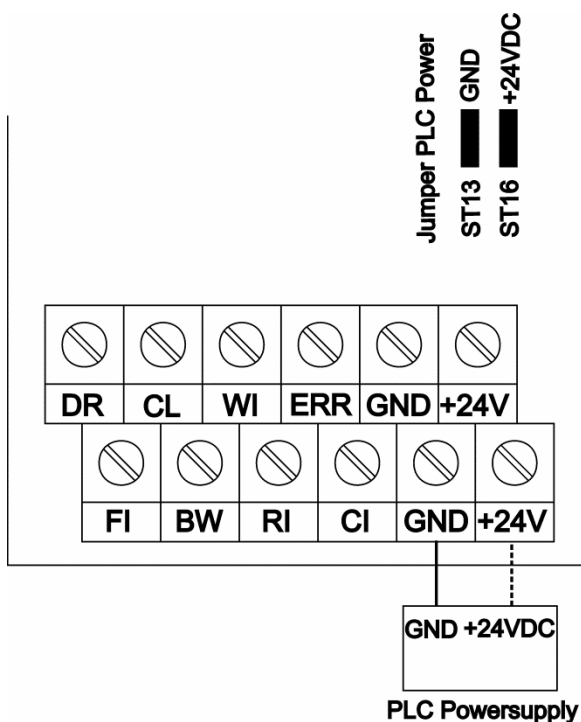 Jumper PLC Power
ST13 GND
ST16 +24VDC
DR CL WI ERR GND +24V
FI BW RI CI GND +24V
GND +24VDC
PLC Powersupply